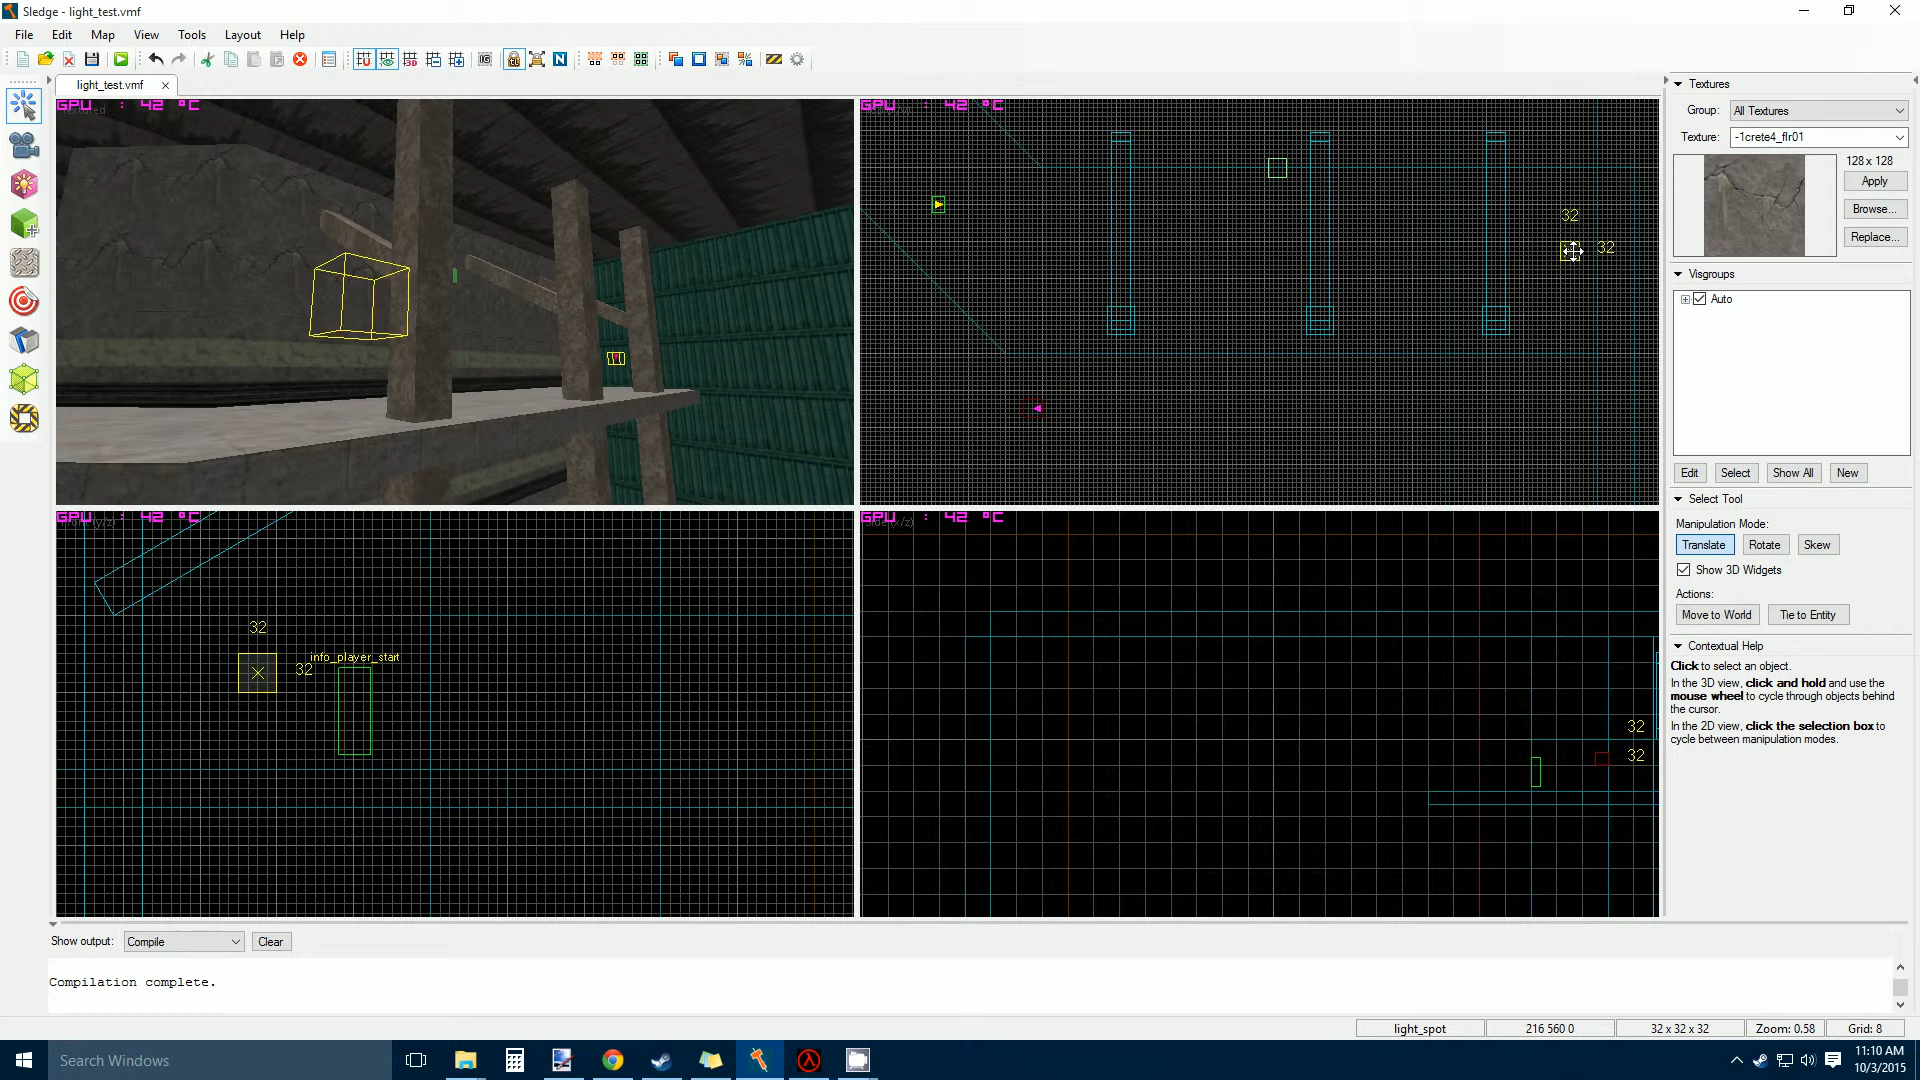 Sledge - light_test.vmf
File Edit Map View Tools Layout Help
light_test.vmf
GPU : 42 °C
GPU : 42 °C
32
32
GPU : 42 °C
32
32
info_player_start
GPU : 42 °C
32
32
Textures
Group: All Textures
Texture: -1crete4_flr01
128 x 128
Apply
Browse...
Replace...
Visgroups
Auto
Edit Select Show All New
Select Tool
Manipulation Mode:
Translate Rotate Skew
Show 3D Widgets
Actions:
Move to World Tie to Entity
Contextual Help
Click to select an object.
In the 3D view, click and hold and use the
mouse wheel to cycle through objects behind
the cursor.
In the 2D view, click the selection box to
cycle between manipulation modes.
Show output: Compile Clear
Compilation complete.
light_spot 216 560 0 32 x 32 x 32 Zoom: 0.58 Grid: 8
Search Windows
11:10 AM
10/3/2015